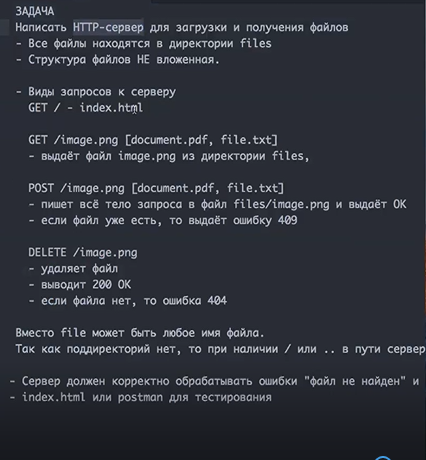 ЗАДАЧА
Написать HTTP-сервер для загрузки и получения файлов
- Все файлы находятся в директории files
- Структура файлов НЕ вложенная.
- Виды запросов к серверу
GET / - index.html
GET /image.png [document.pdf, file.txt]
- выдаёт файл image.png из директории files,
POST /image.png [document.pdf, file.txt]
- пишет всё тело запроса в файл files/image.png и выдаёт ОК
- если файл уже есть, то выдаёт ошибку 409
DELETE /image.png
- удаляет файл
- выводит 200 OK
- если файла нет, то ошибка 404
Вместо file может быть любое имя файла.
Так как поддиректорий нет, то при наличии / или .. в пути сервер
- Сервер должен корректно обрабатывать ошибки "файл не найден" и
- index.html или postman для тестирования